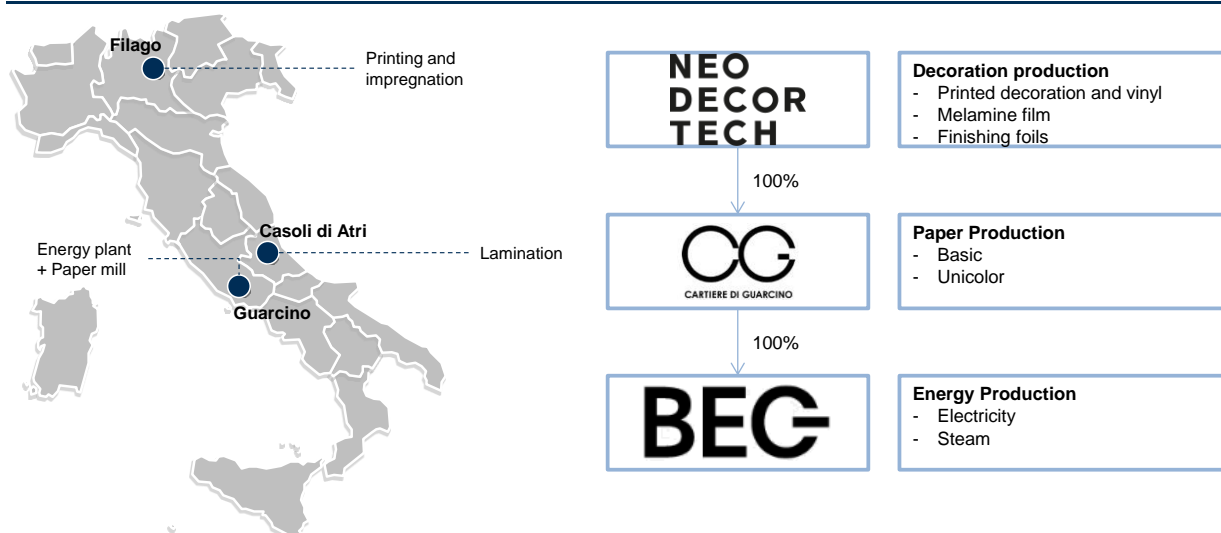 Filago
Printing and
impregnation
Casoli di Atri
Energy plant
+ Paper mill
Lamination
Guarcino
NEO
DECOR
TECH
Decoration production
- Printed decoration and vinyl
- Melamine film
- Finishing foils
100%
CG
CARTIERE DI GUARCINO
Paper Production
- Basic
- Unicolor
100%
BEG
Energy Production
- Electricity
- Steam